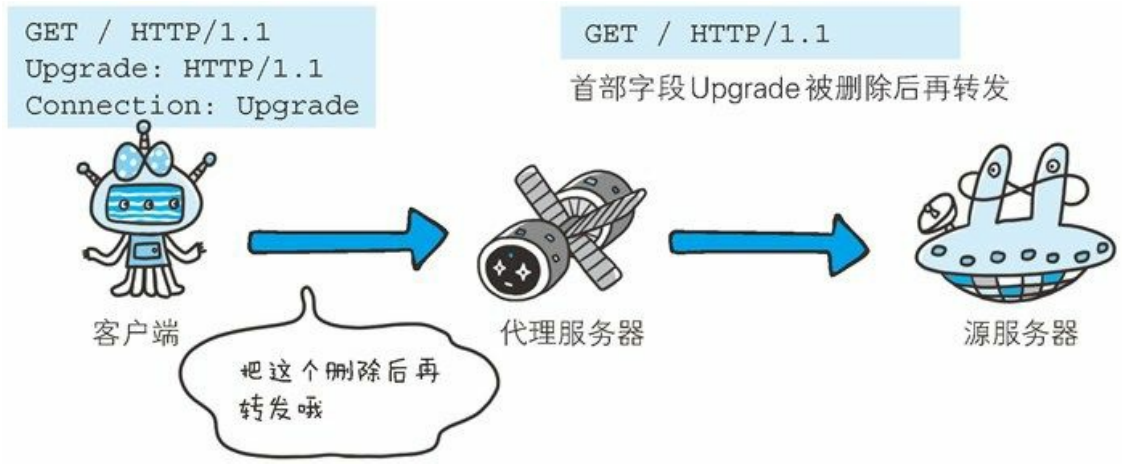 GET / HTTP/1.1
Upgrade: HTTP/1.1
Connection: Upgrade
GET / HTTP/1.1
首部字段Upgrade被删除后再转发
客户端
代理服务器
源服务器
把这个删除后再
转发哦